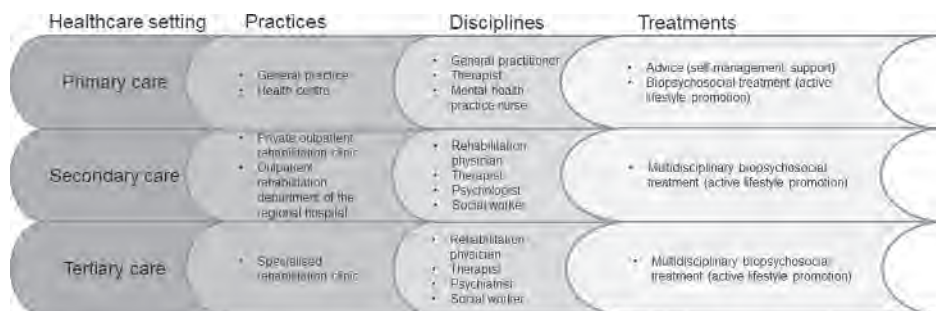 Healthcare setting Practices Disciplines Treatments
Primary care
• General practice
• Health centre
• General practitioner
• Therapist
• Mental health
practice nurse
• Advice (self-management support)
• Biopsychosocial treatment (active
lifestyle promotion)
Secondary care
• Private outpatient
rehabilitation clinic
• Outpatient
rehabilitation
department of the
regional hospital
• Rehabilitation
physician
• Therapist
• Psychologist
• Social worker
• Multidisciplinary biopsychosocial
treatment (active lifestyle promotion)
Tertiary care
• Specialised
rehabilitation clinic
• Rehabilitation
physician
• Therapist
• Psychiatrist
• Social worker
• Multidisciplinary biopsychosocial
treatment (active lifestyle promotion)